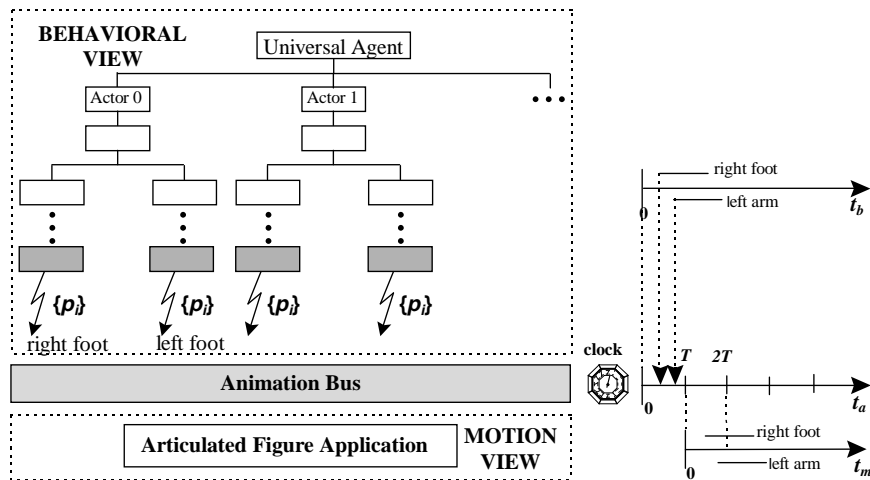 BEHAVIORAL
VIEW
Universal Agent
Actor 0
Actor 1
• • •
{pi}
{pi}
{pi}
{pi}
right foot
left foot
Animation Bus
Articulated Figure Application
MOTION
VIEW
clock
right foot
left arm
0
tb
T
2T
0
ta
right foot
0
left arm
tm